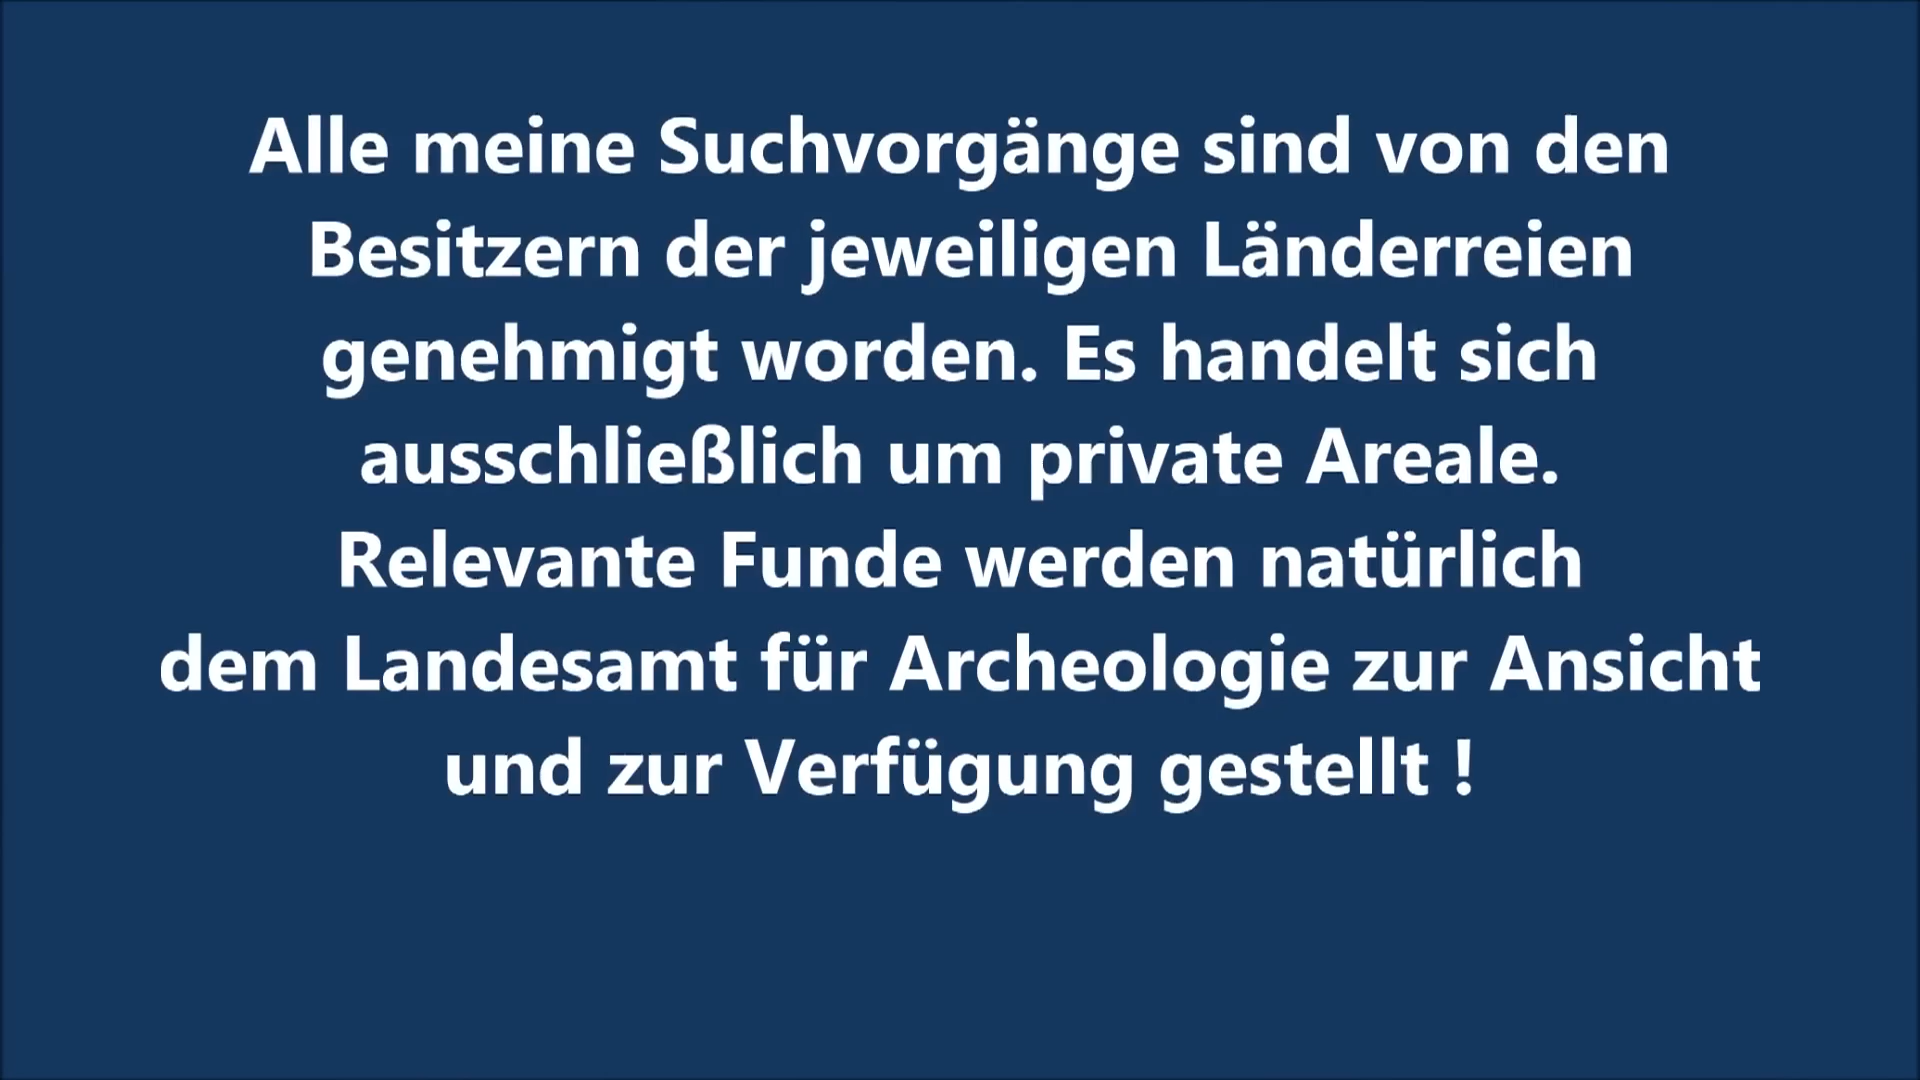 Alle meine Suchvorgänge sind von den
Besitzern der jeweiligen Länderreien
genehmigt worden. Es handelt sich
ausschließlich um private Areale.
Relevante Funde werden natürlich
dem Landesamt für Archeologie zur Ansicht
und zur Verfügung gestellt !